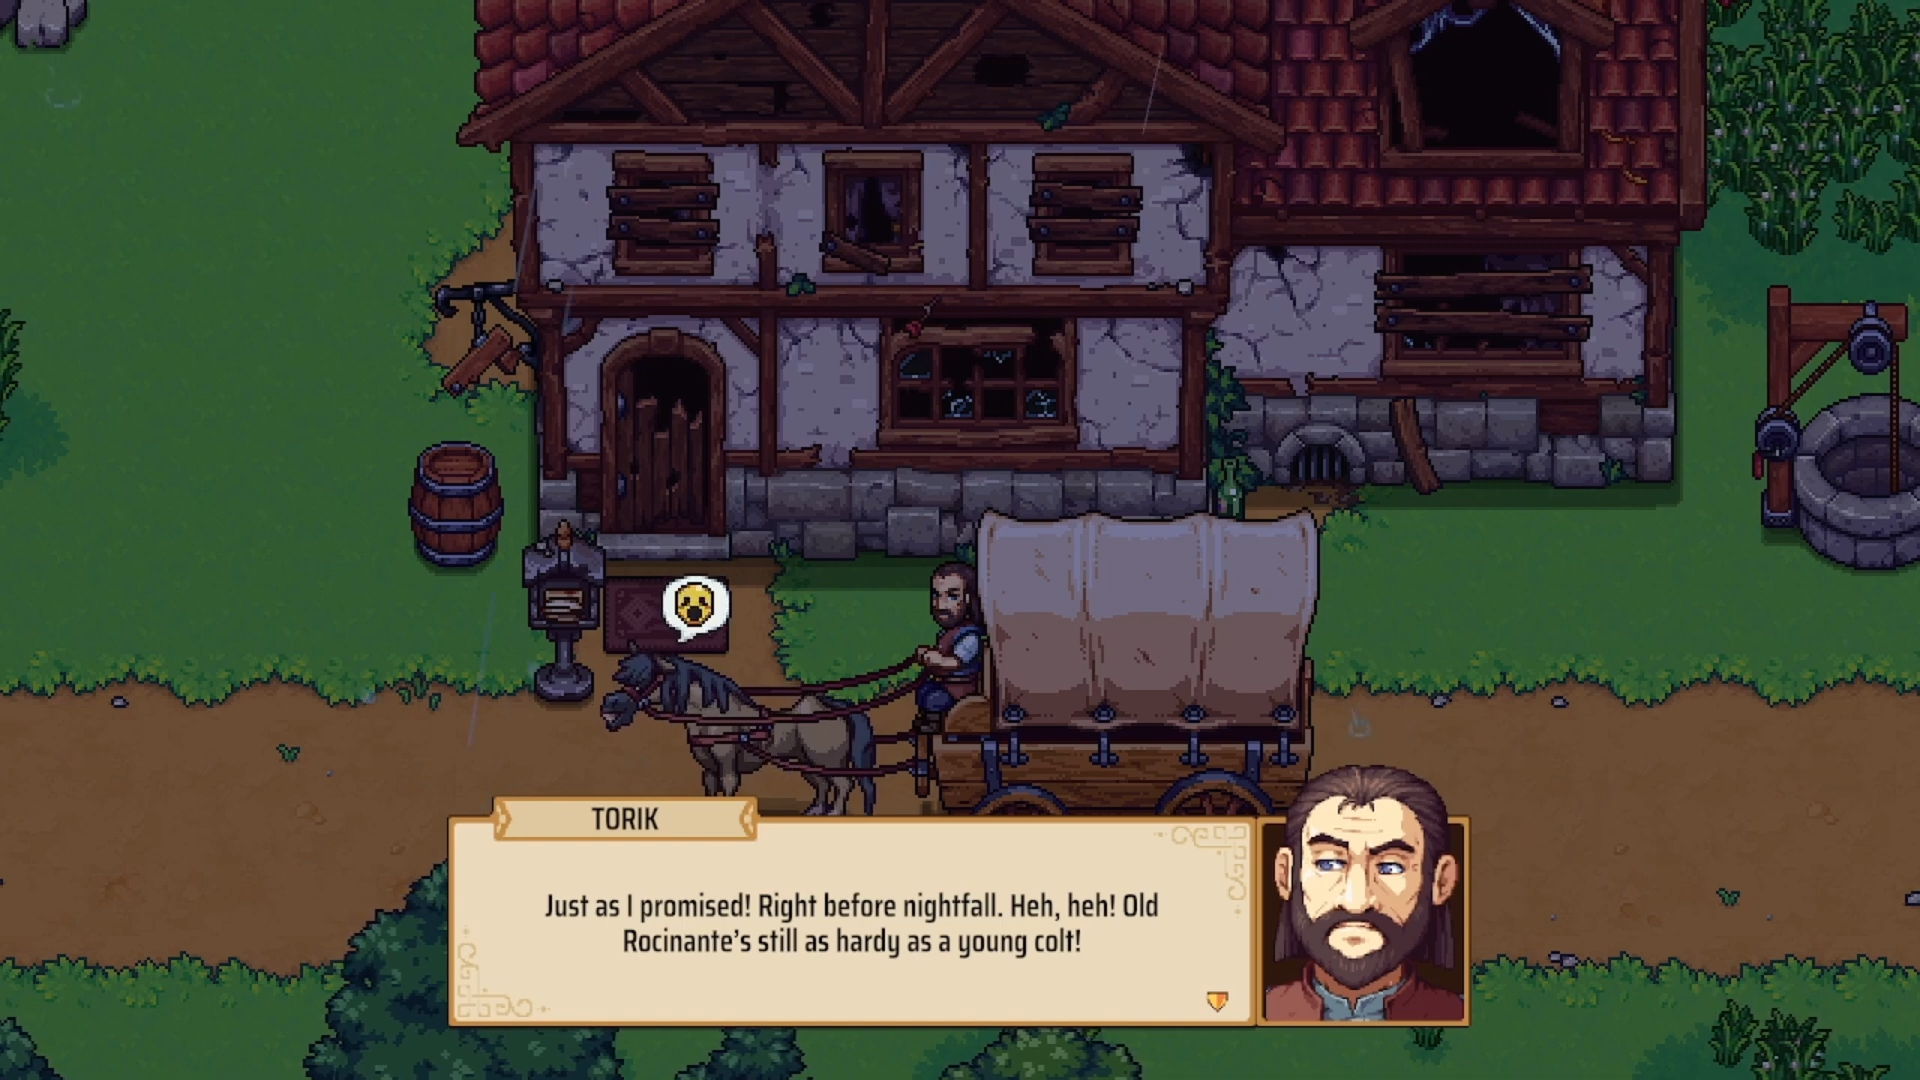 TORIK
Just as I promised! Right before nightfall. Heh, heh! Old
Rocinante's still as hardy as a young colt!